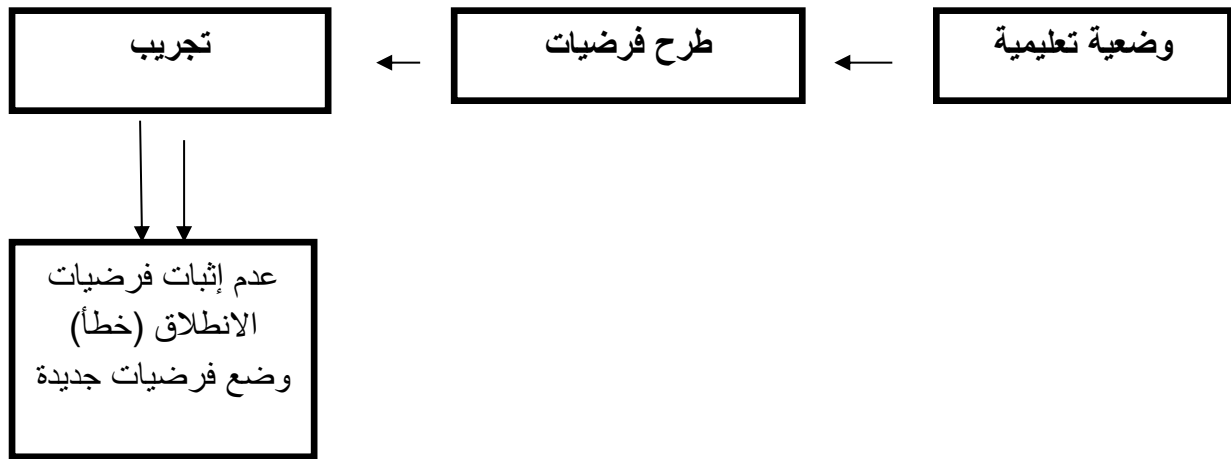 وضعية تعليمية
طرح فرضيات
تجريب
عدم إثبات فرضيات
الانطلاق (خطأ)
وضع فرضيات جديدة